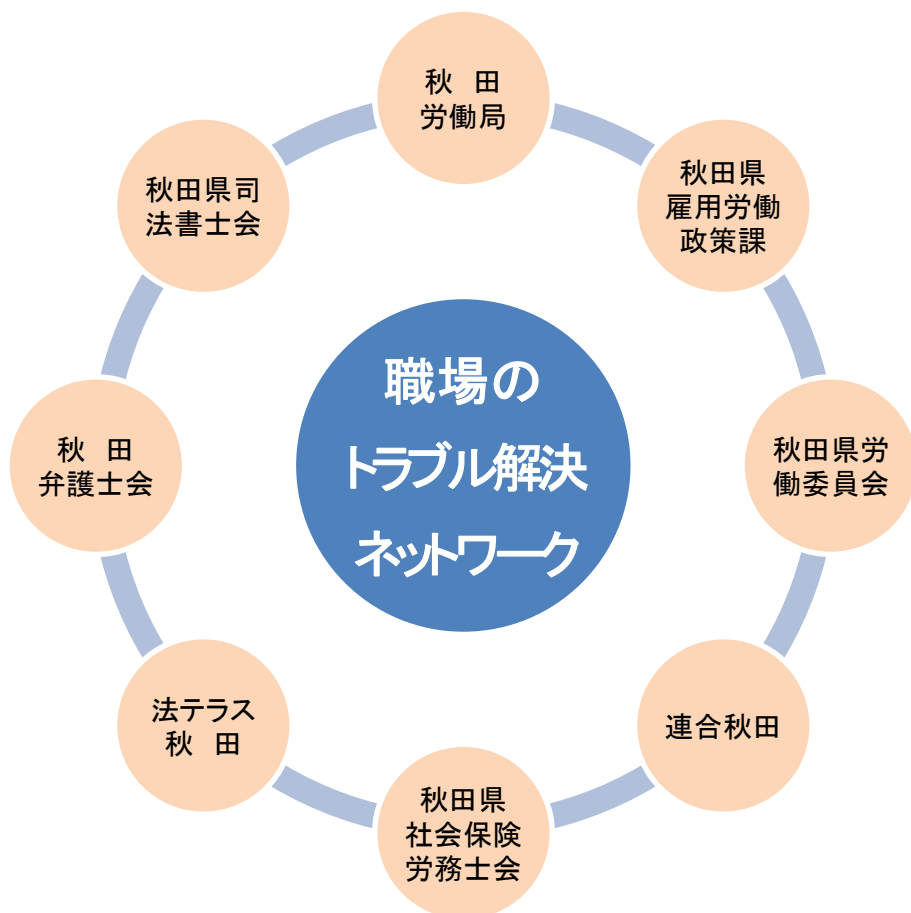 秋　田
労働局
秋田県
雇用労働
政策課
秋田県労
働委員会
連合秋田
秋田県
社会保険
労務士会
法テラス
秋　田
秋　田
弁護士会
秋田県司
法書士会
職場の
トラブル解決
ネットワーク